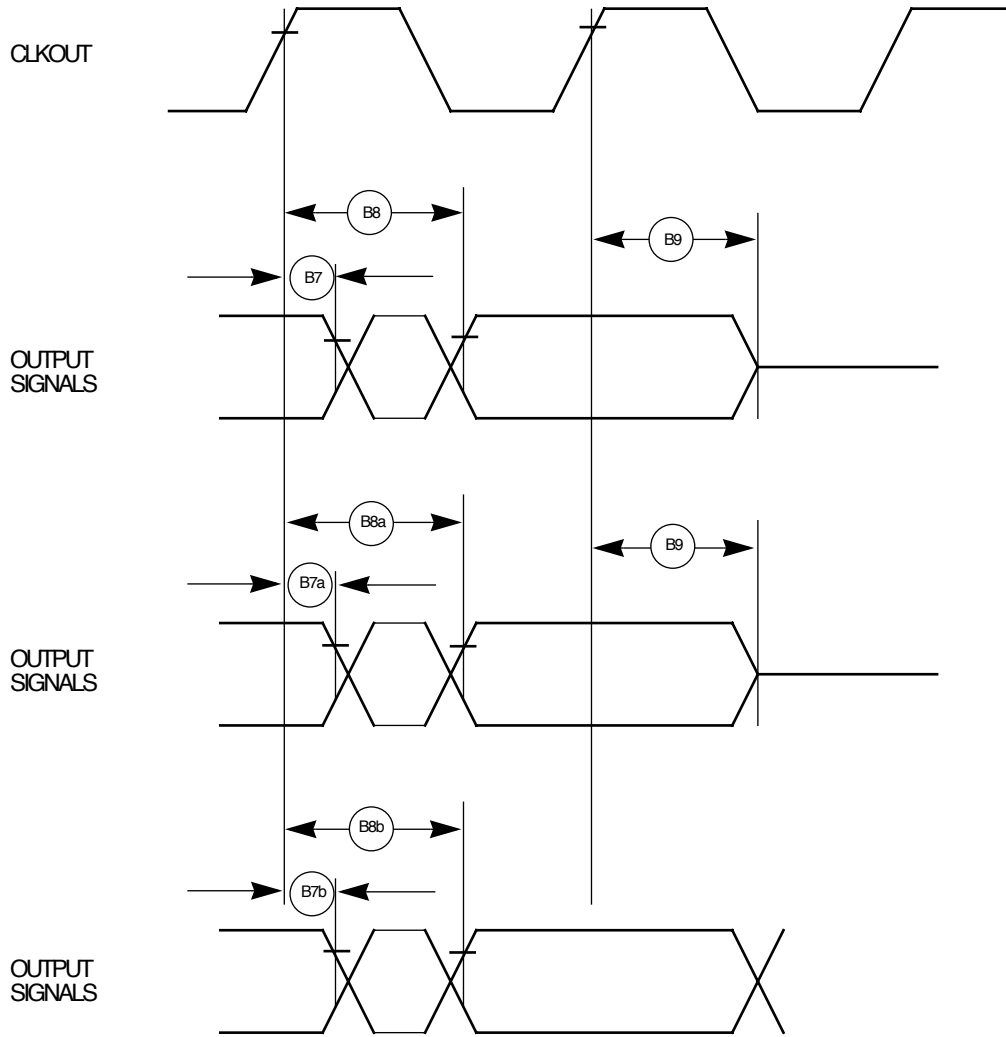 CLKOUT
B8
B9
B7
OUTPUT
SIGNALS
B8a
B9
B7a
OUTPUT
SIGNALS
B8b
B7b
OUTPUT
SIGNALS